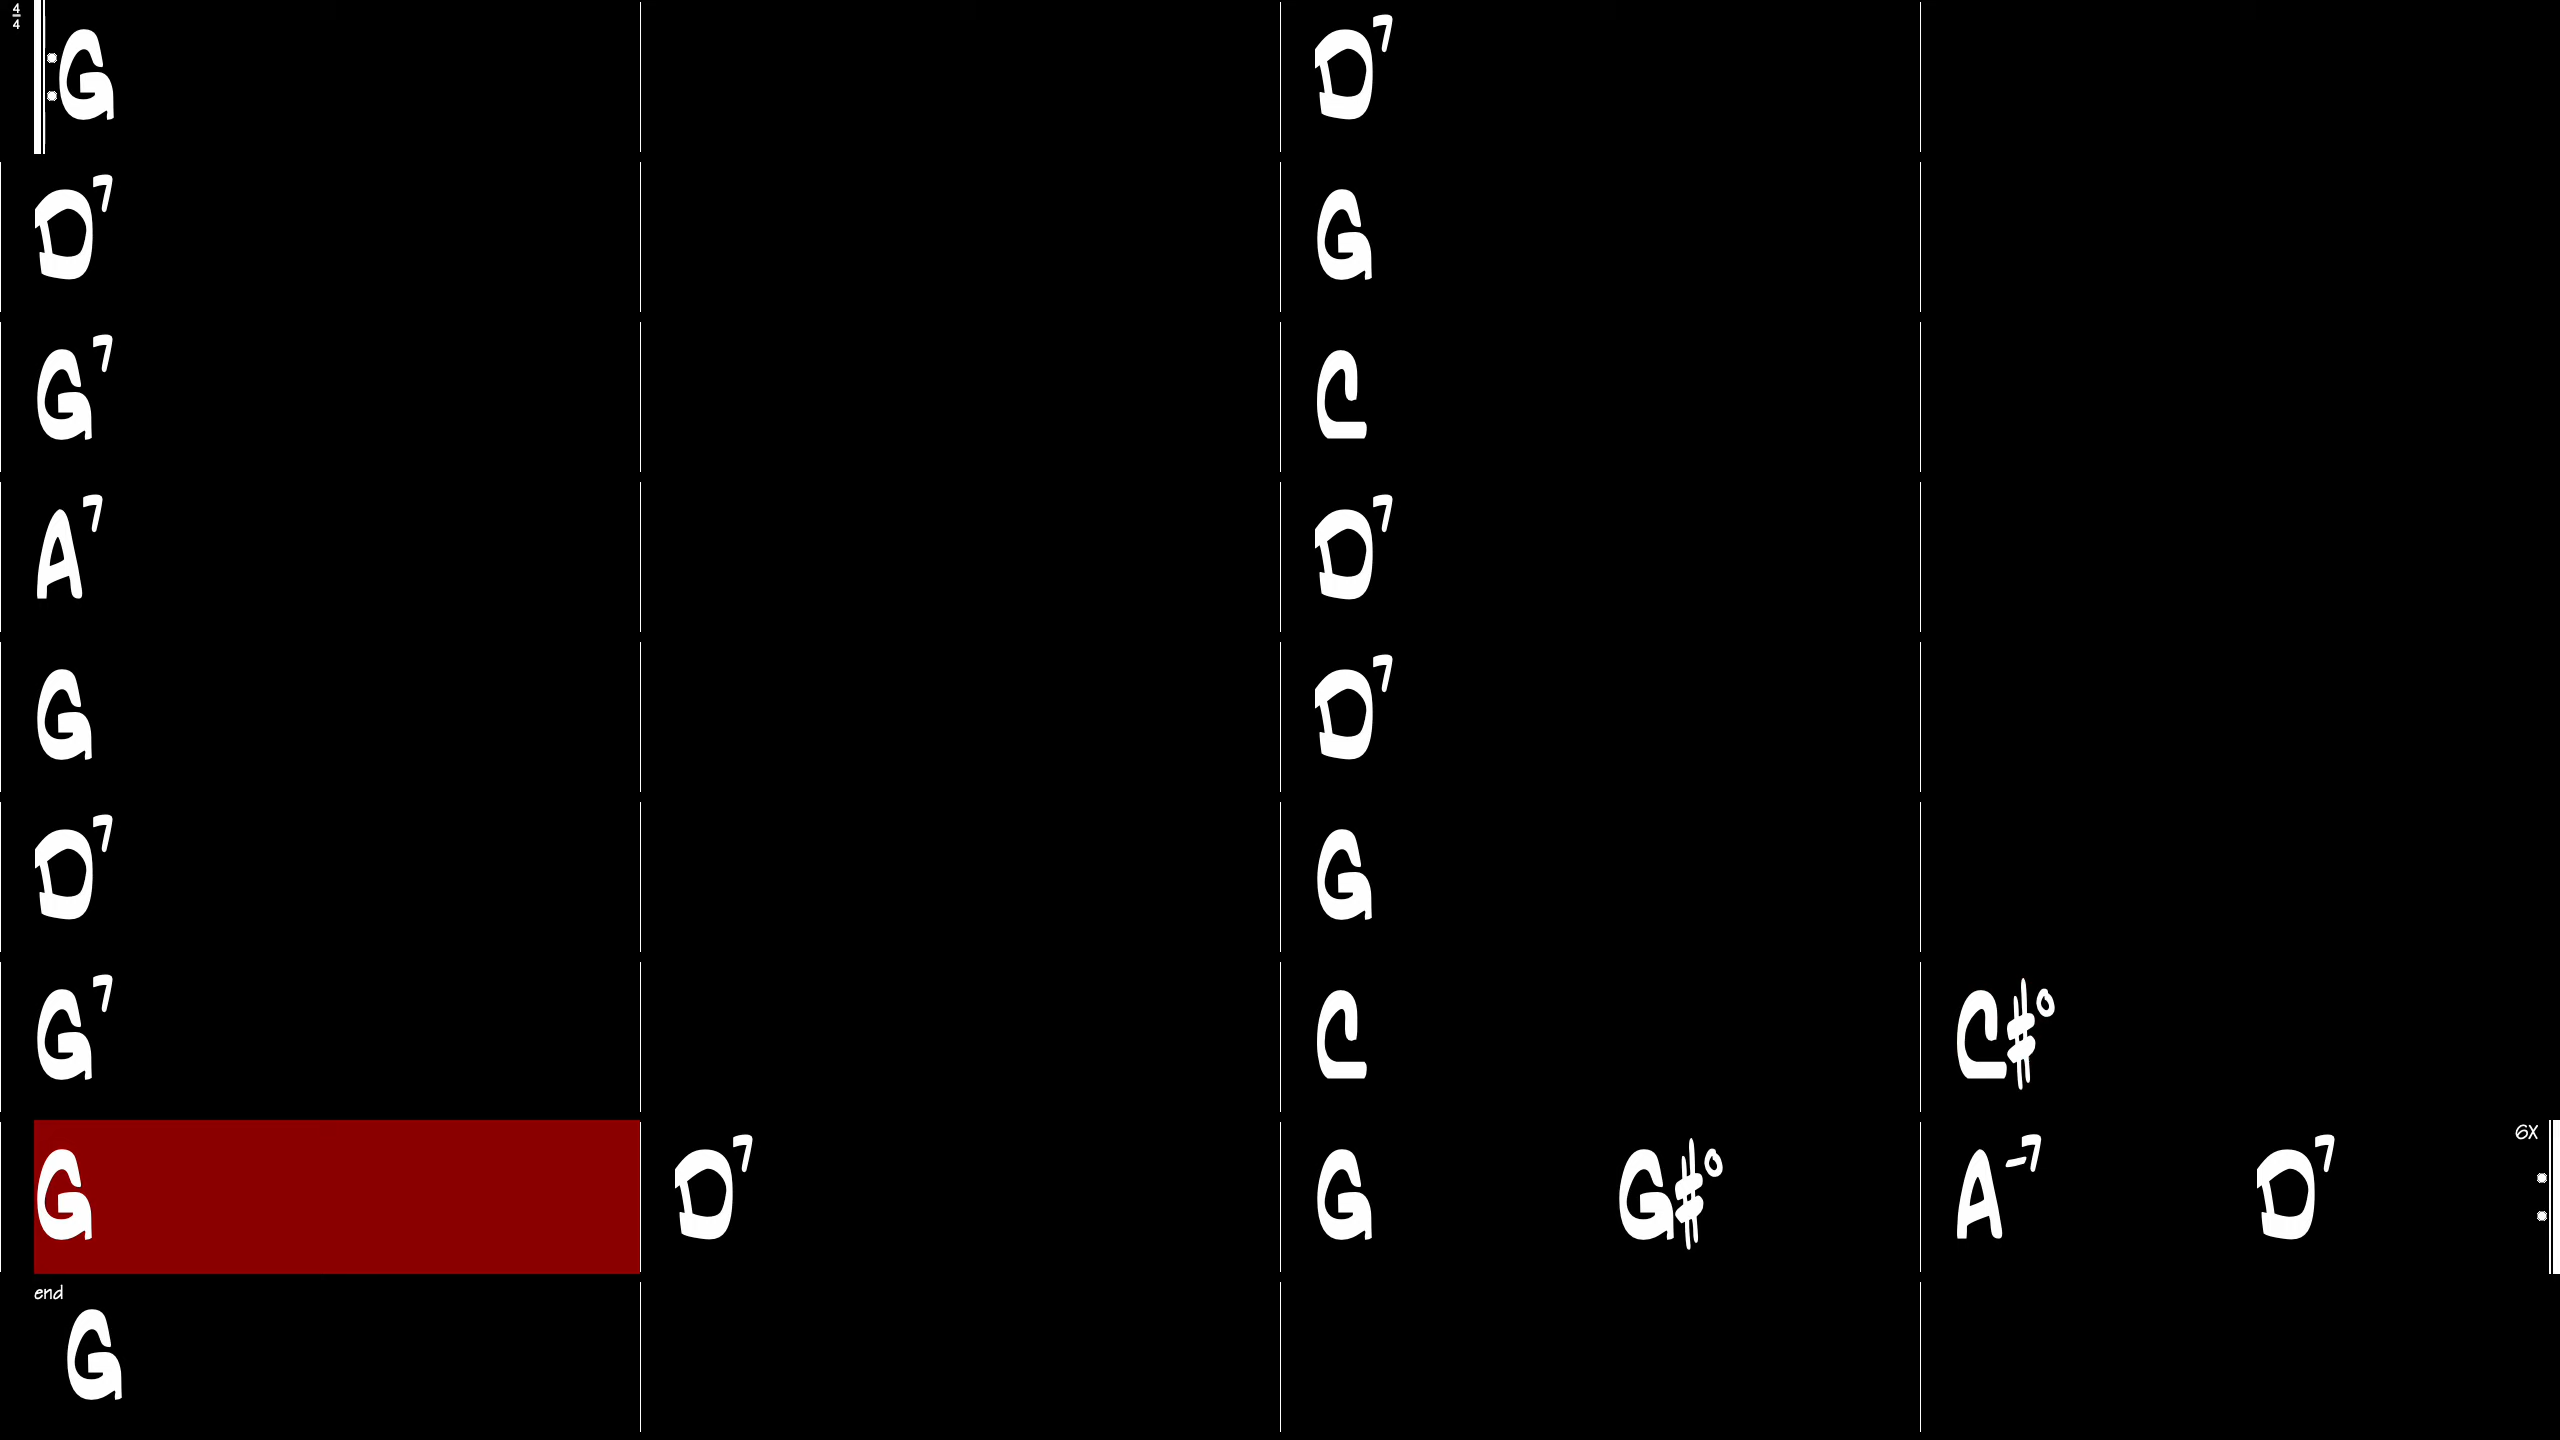 4/4
G D7
D7 G
G7 C
A7 D7
G D7
D7 G
G7 C C#o
G D7 G G#o A-7 D7 6X
end
G